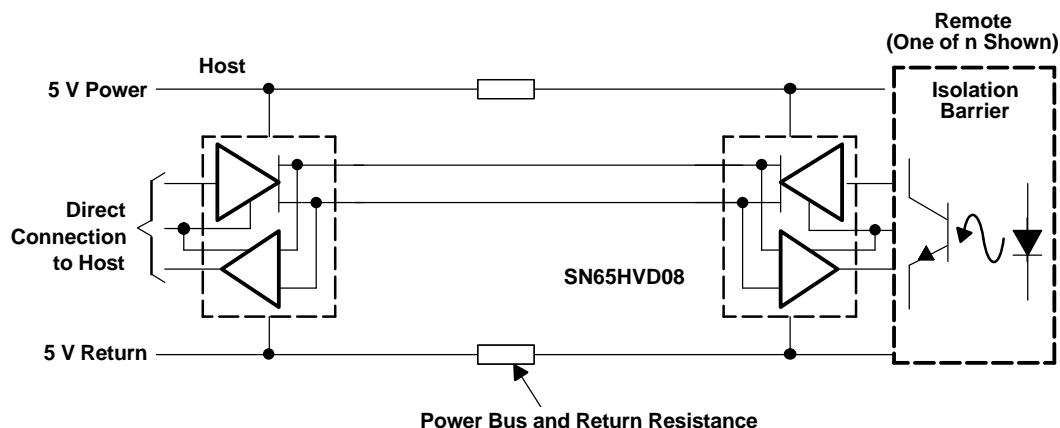 Remote
(One of n Shown)
Host
5 V Power
Isolation
Barrier
Direct
Connection
to Host
SN65HVD08
5 V Return
Power Bus and Return Resistance